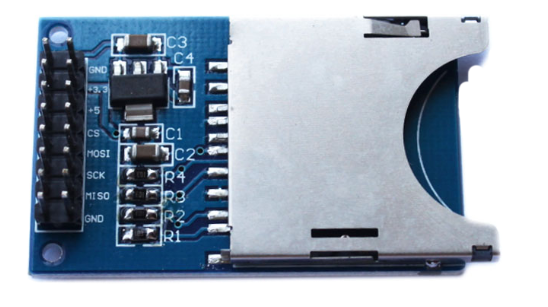 C3
GND
C4
+3.3
+5
CS
C1
MOSI
C2
SCK
R4
MISO
R3
R2
GND
R1